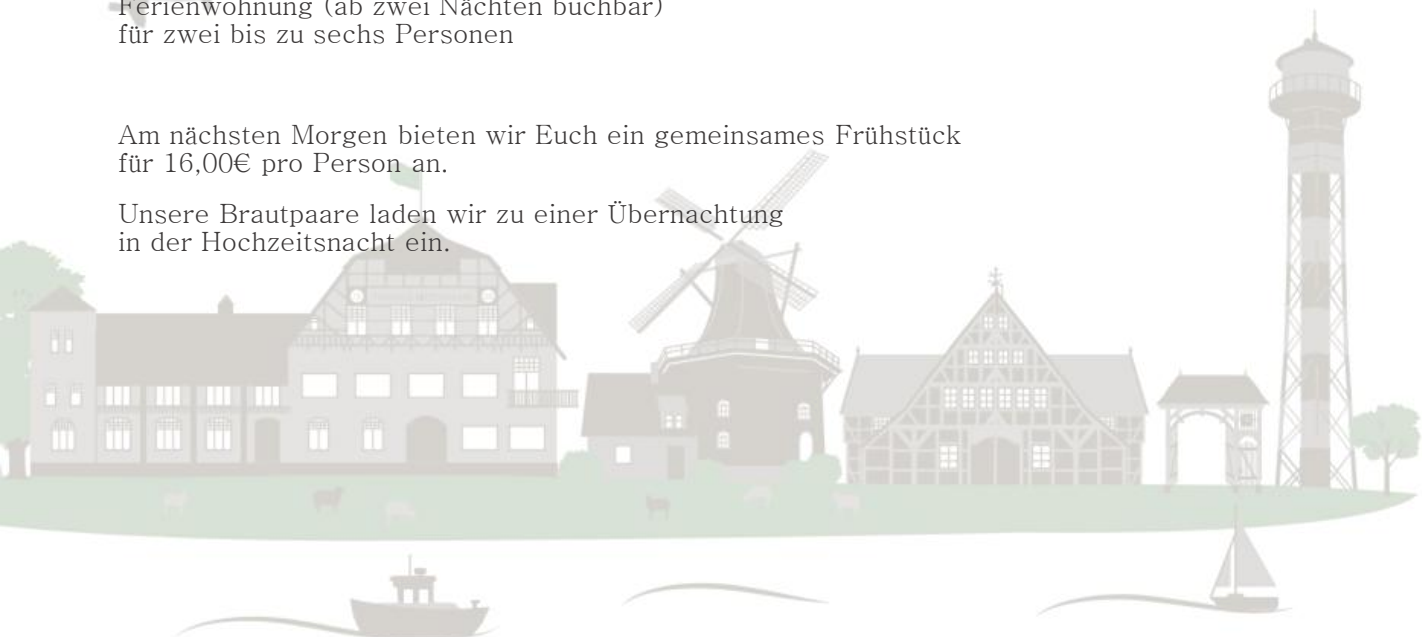 Ferienwohnung (ab zwei Nächten buchbar)
für zwei bis zu sechs Personen
Am nächsten Morgen bieten wir Euch ein gemeinsames Frühstück
für 16,00€ pro Person an.
Unsere Brautpaare laden wir zu einer Übernachtung
in der Hochzeitsnacht ein.